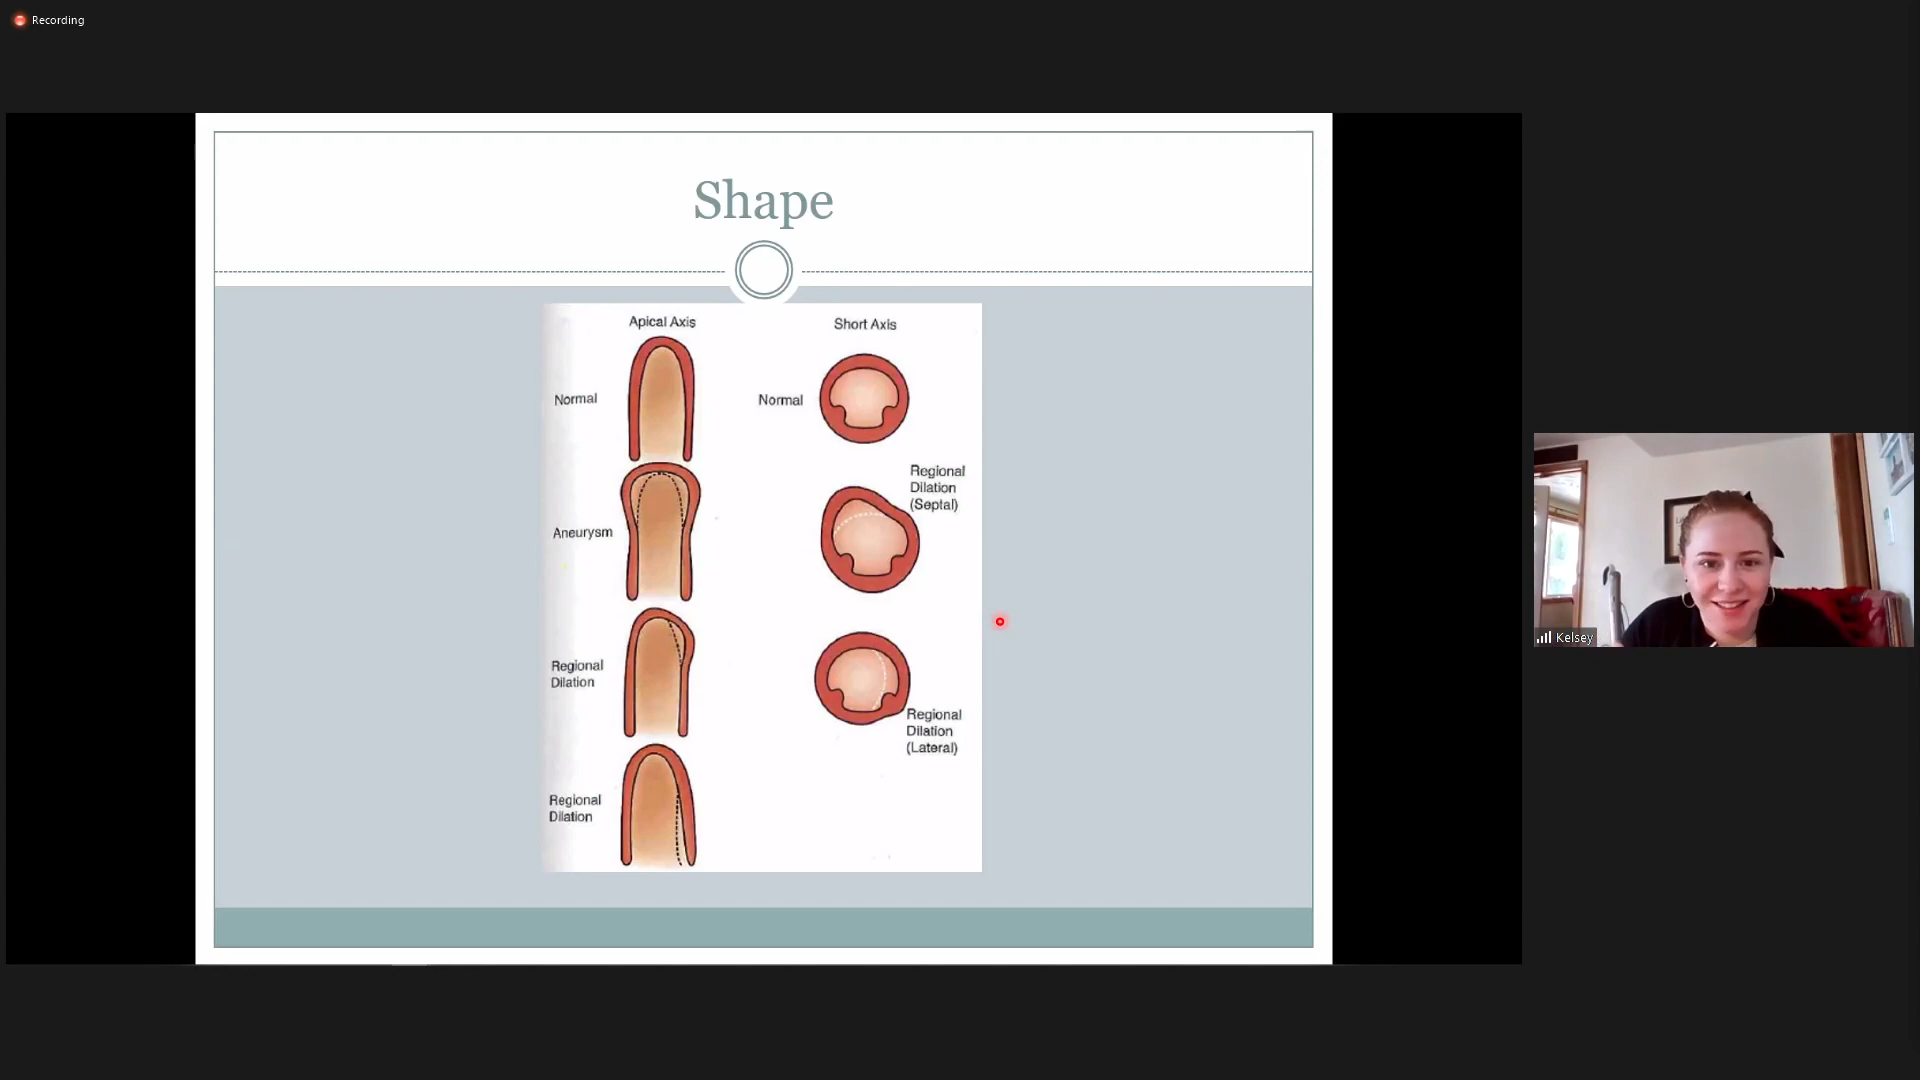 Recording
Shape
Apical Axis
Short Axis
Normal
Normal
Regional
Dilation
(Septal)
Aneurysm
Regional
Dilation
Regional
Dilation
(Lateral)
Regional
Dilation
Kelsey